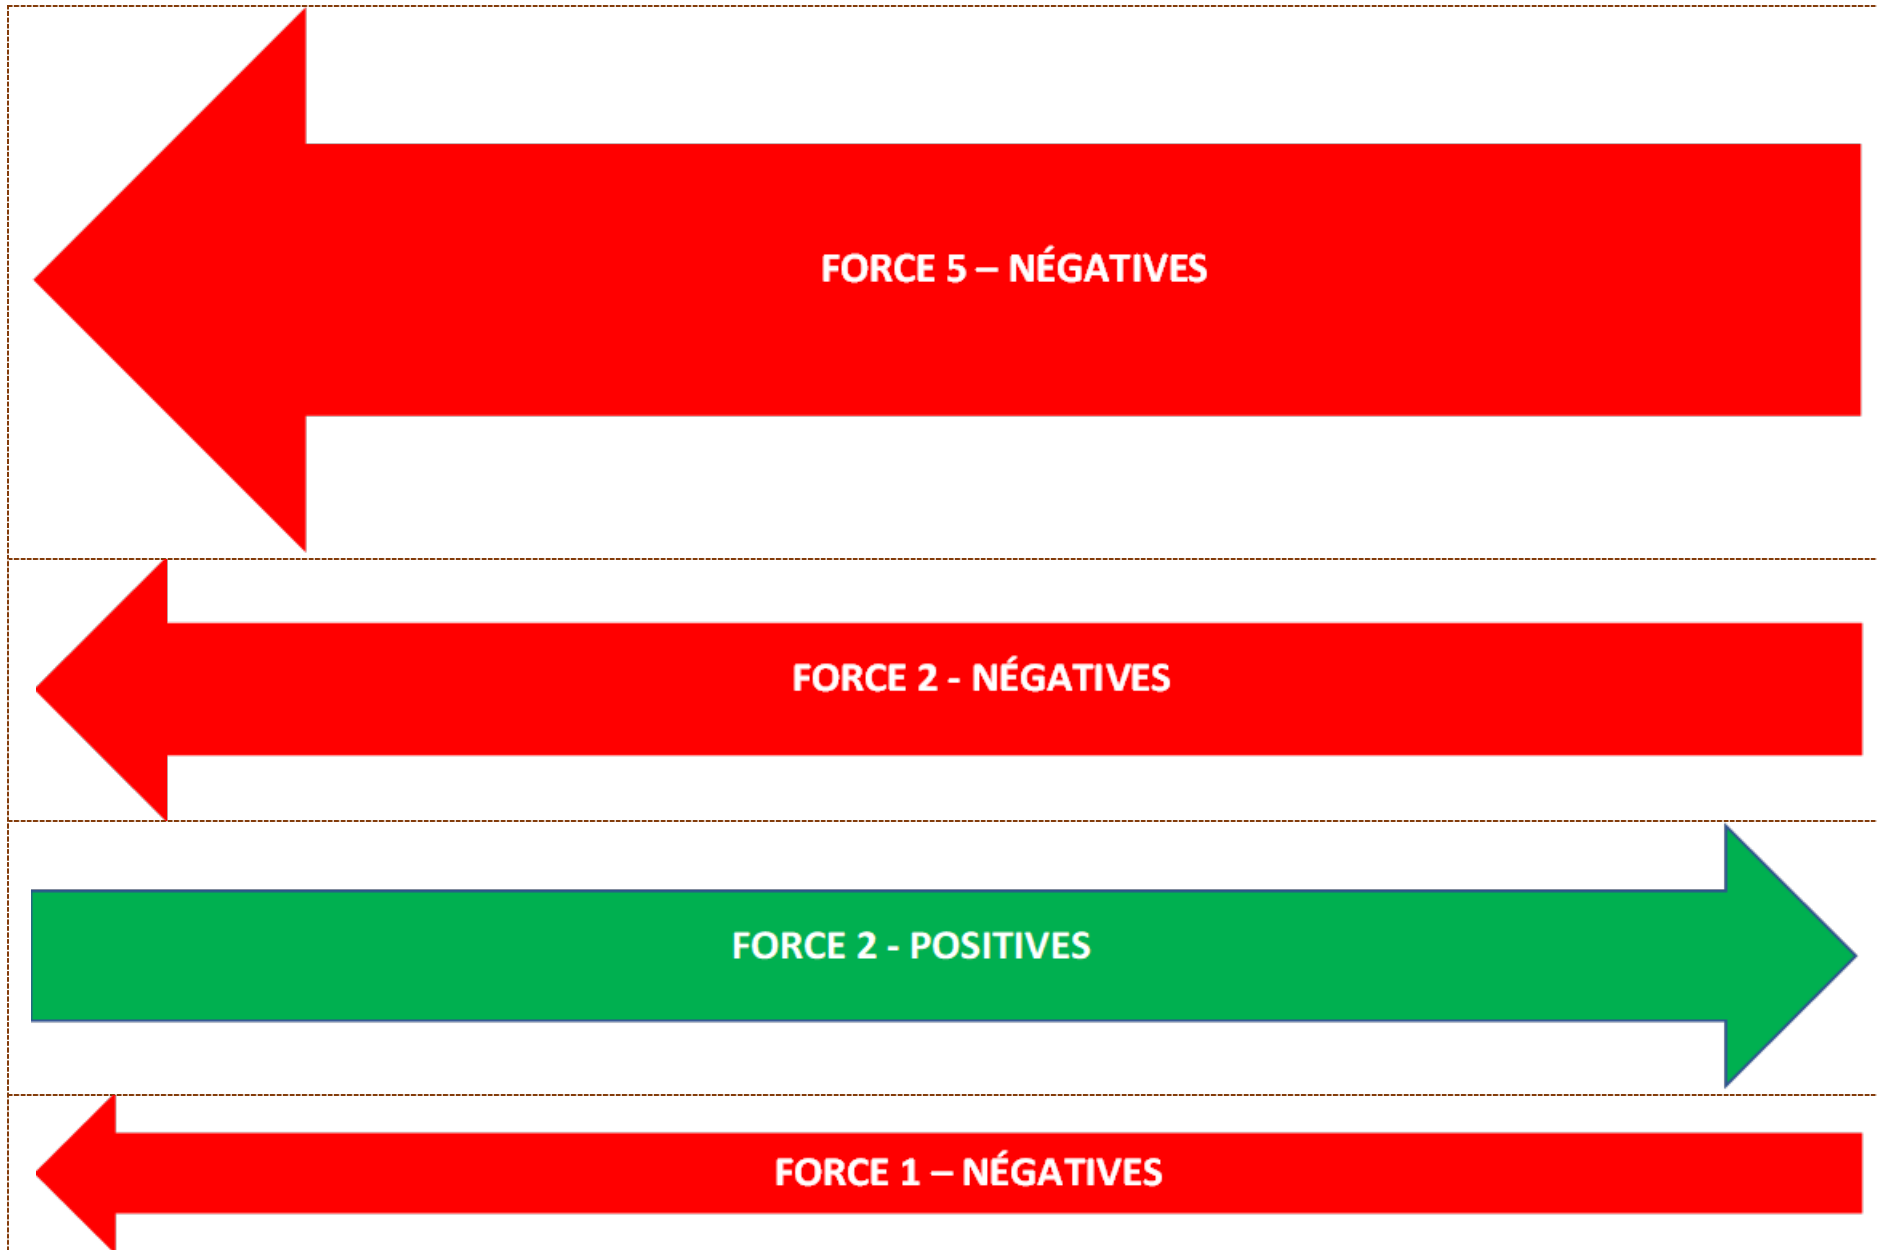 FORCE 5 – NÉGATIVES
FORCE 2 - NÉGATIVES
FORCE 2 - POSITIVES
FORCE 1 – NÉGATIVES